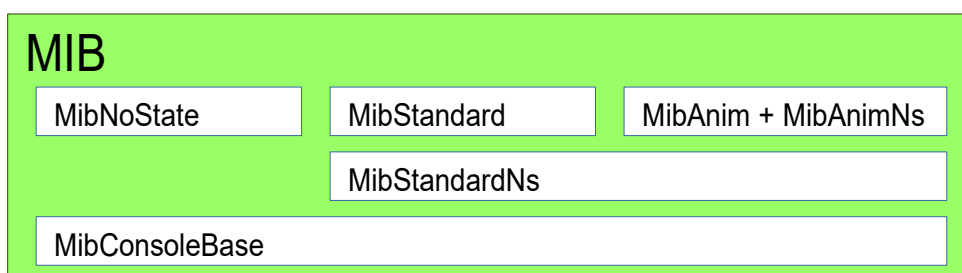 MIB
MibNoState
MibStandard
MibAnim + MibAnimNs
MibStandardNs
MibConsoleBase